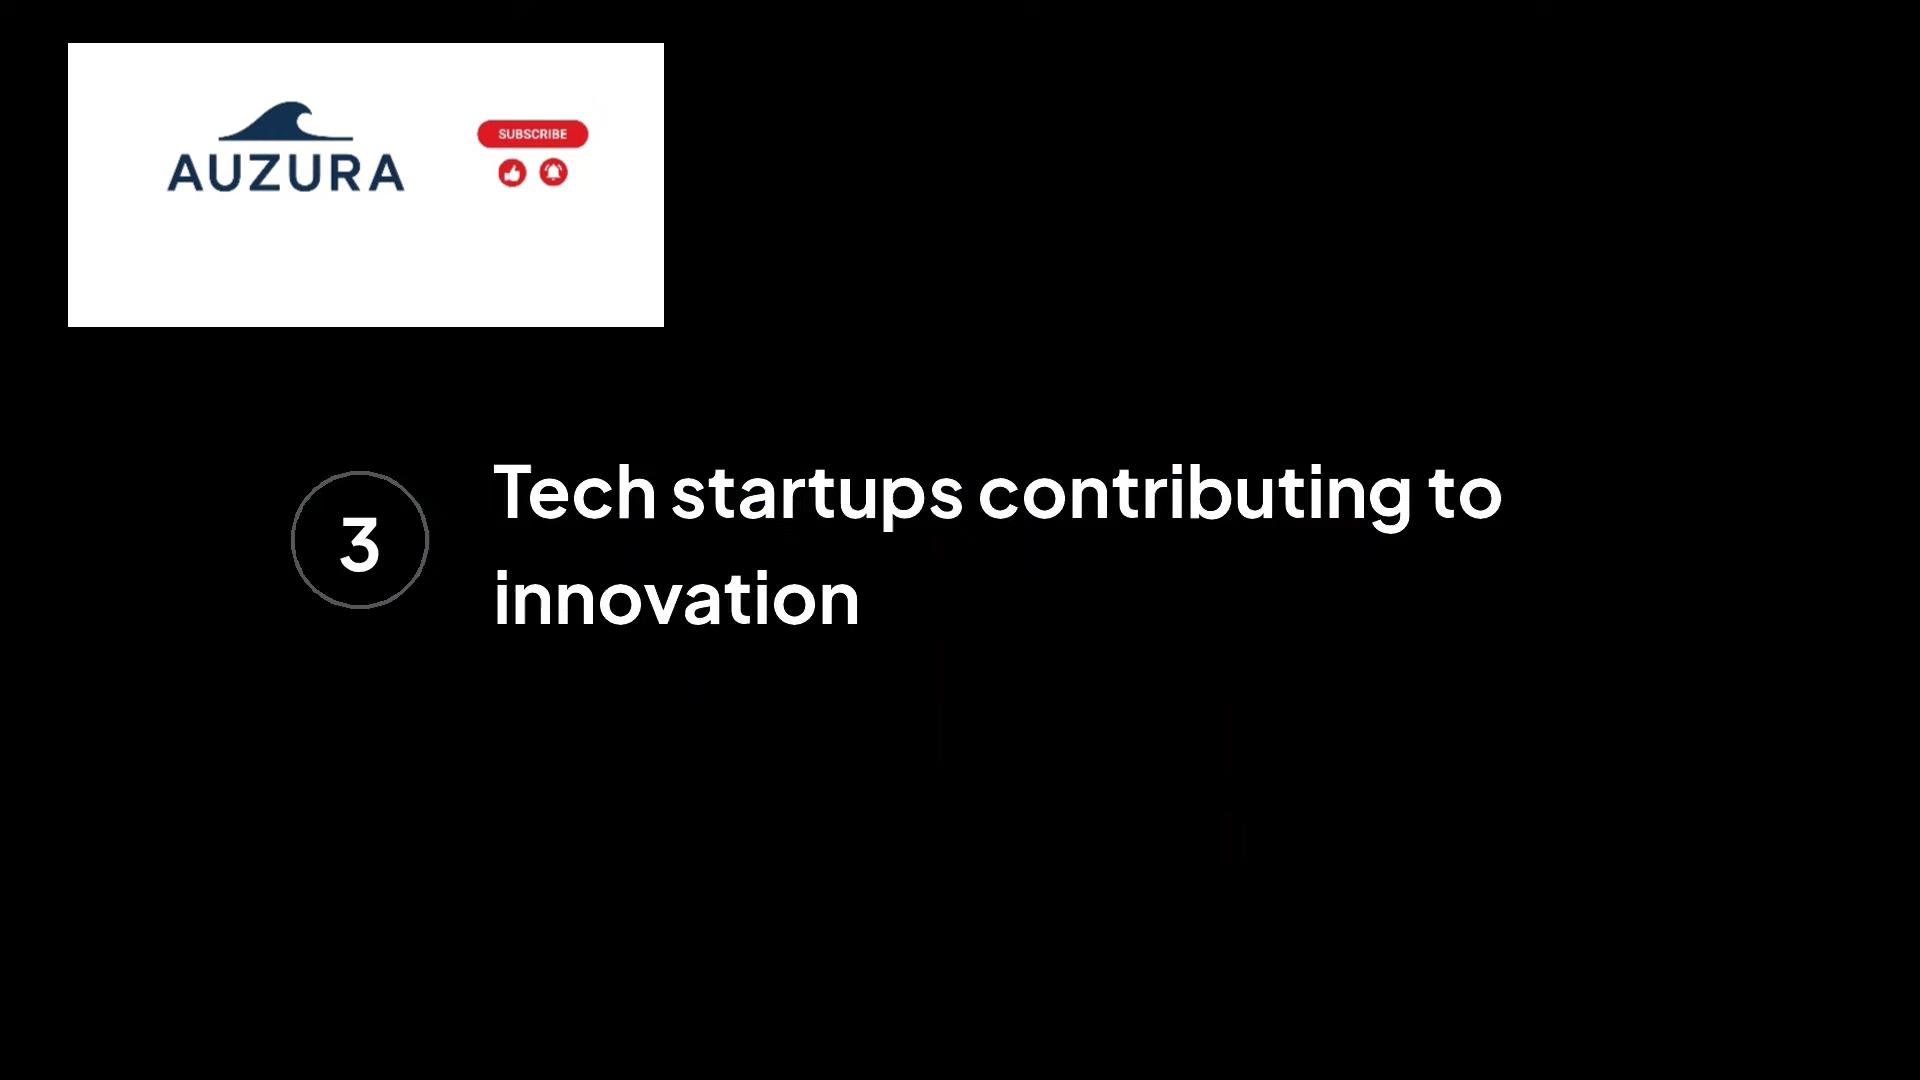 AUZURA
SUBSCRIBE
3
Tech startups contributing to
innovation